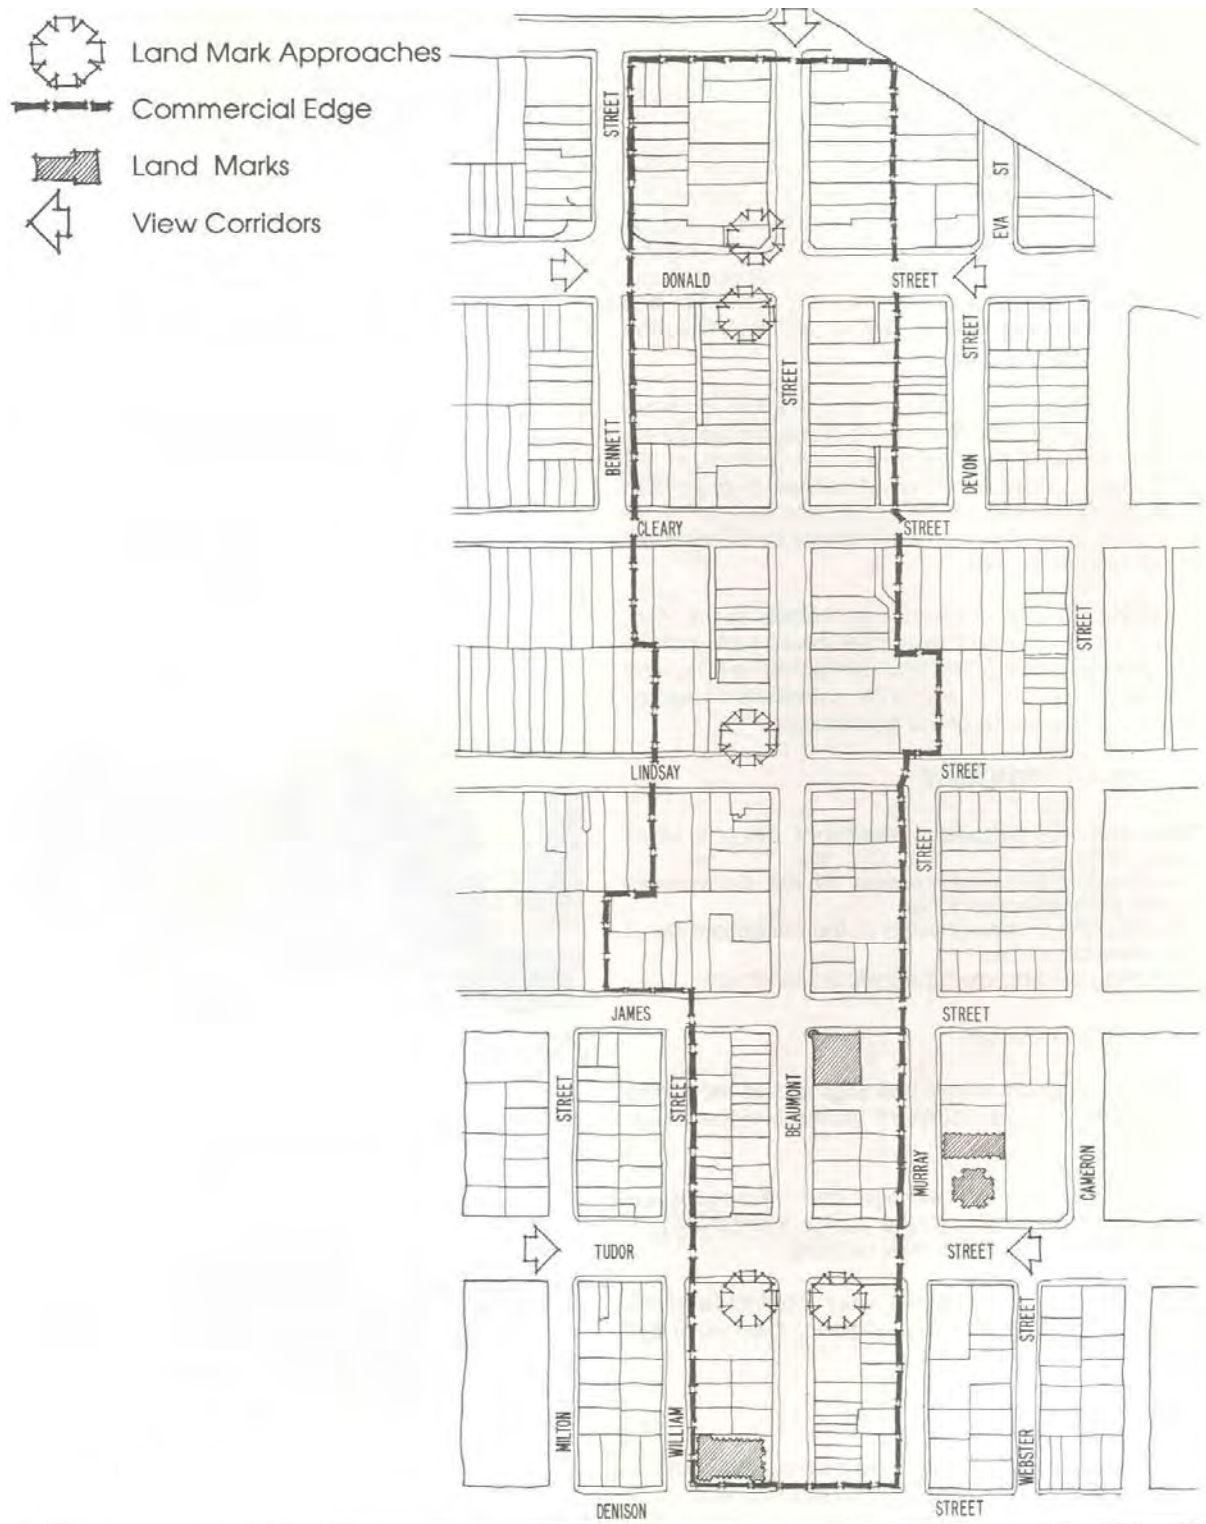 Land Mark Approaches
Commercial Edge
Land Marks
View Corridors
STREET
ST
EVA
DONALD STREET
STREET
STREET
BENNETT
DEVON
CLEARY STREET
STREET
LINDSAY STREET
STREET
JAMES STREET
STREET
STREET
BEAUMONT
MURRAY
CAMERON
TUDOR STREET
STREET
MILTON
WILLIAM
WEBSTER
DENISON STREET